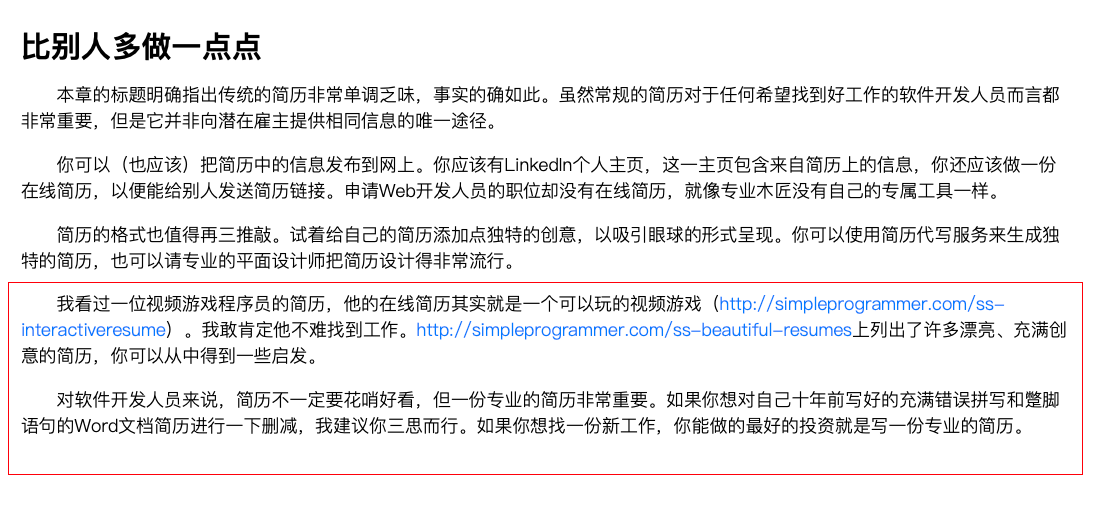 比别人多做一点点
本章的标题明确指出传统的简历非常单调乏味，事实的确如此。虽然常规的简历对于任何希望找到好工作的软件开发人员而言都
非常重要，但是它并非向潜在雇主提供相同信息的唯一途径。
你可以（也应该）把简历中的信息发布到网上。你应该有LinkedIn个人主页，这一主页包含来自简历上的信息，你还应该做一份
在线简历，以便能给别人发送简历链接。申请Web开发人员的职位却没有在线简历，就像专业木匠没有自己的专属工具一样。
简历的格式也值得再三推敲。试着给自己的简历添加点独特的创意，以吸引眼球的形式呈现。你可以使用简历代写服务来生成独
特的简历，也可以请专业的平面设计师把简历设计得非常流行。
我看过一位视频游戏程序员的简历，他的在线简历其实就是一个可以玩的视频游戏（http://simpleprogrammer.com/ss-
interactiveresume）。我敢肯定他不难找到工作。http://simpleprogrammer.com/ss-beautiful-resumes上列出了许多漂亮、充满创
意的简历，你可以从中得到一些启发。
对软件开发人员来说，简历不一定要花哨好看，但一份专业的简历非常重要。如果你想对自己十年前写好的充满错误拼写和蹩脚
语句的Word文档简历进行一下删减，我建议你三思而行。如果你想找一份新工作，你能做的最好的投资就是写一份专业的简历。